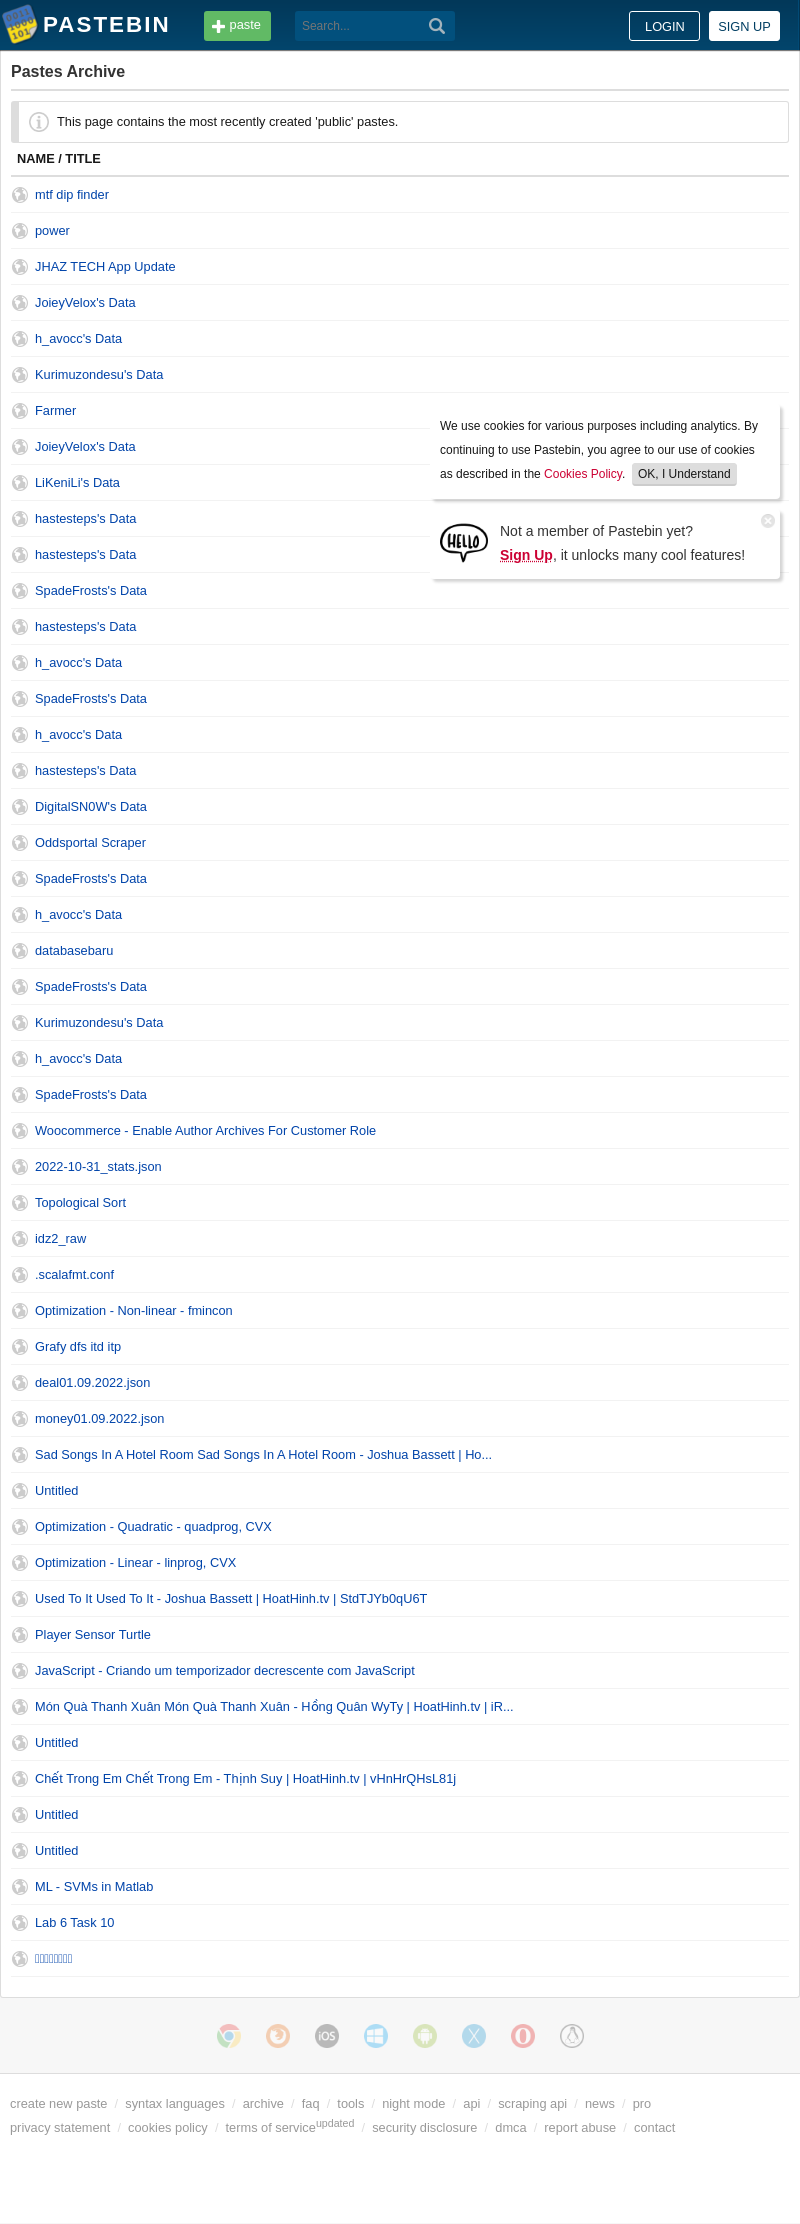 PASTEBIN
paste
Search...
LOGIN
SIGN UP
Pastes Archive
This page contains the most recently created 'public' pastes.
NAME / TITLE
mtf dip finder
power
JHAZ TECH App Update
JoieyVelox's Data
h_avocc's Data
Kurimuzondesu's Data
Farmer
JoieyVelox's Data
LiKeniLi's Data
hastesteps's Data
hastesteps's Data
SpadeFrosts's Data
hastesteps's Data
h_avocc's Data
SpadeFrosts's Data
h_avocc's Data
hastesteps's Data
DigitalSN0W's Data
Oddsportal Scraper
SpadeFrosts's Data
h_avocc's Data
databasebaru
SpadeFrosts's Data
Kurimuzondesu's Data
h_avocc's Data
SpadeFrosts's Data
Woocommerce - Enable Author Archives For Customer Role
2022-10-31_stats.json
Topological Sort
idz2_raw
.scalafmt.conf
Optimization - Non-linear - fmincon
Grafy dfs itd itp
deal01.09.2022.json
money01.09.2022.json
Sad Songs In A Hotel Room Sad Songs In A Hotel Room - Joshua Bassett | Ho...
Untitled
Optimization - Quadratic - quadprog, CVX
Optimization - Linear - linprog, CVX
Used To It Used To It - Joshua Bassett | HoatHinh.tv | StdTJYb0qU6T
Player Sensor Turtle
JavaScript - Criando um temporizador decrescente com JavaScript
Món Quà Thanh Xuân Món Quà Thanh Xuân - Hồng Quân WyTy | HoatHinh.tv | iR...
Untitled
Chết Trong Em Chết Trong Em - Thịnh Suy | HoatHinh.tv | vHnHrQHsL81j
Untitled
Untitled
ML - SVMs in Matlab
Lab 6 Task 10
We use cookies for various purposes including analytics. By
continuing to use Pastebin, you agree to our use of cookies
as described in the Cookies Policy. OK, I Understand
HELLO
Not a member of Pastebin yet?
Sign Up, it unlocks many cool features!
iOS
create new paste / syntax languages / archive / faq / tools / night mode / api / scraping api / news / pro
privacy statement / cookies policy / terms of service updated / security disclosure / dmca / report abuse / contact